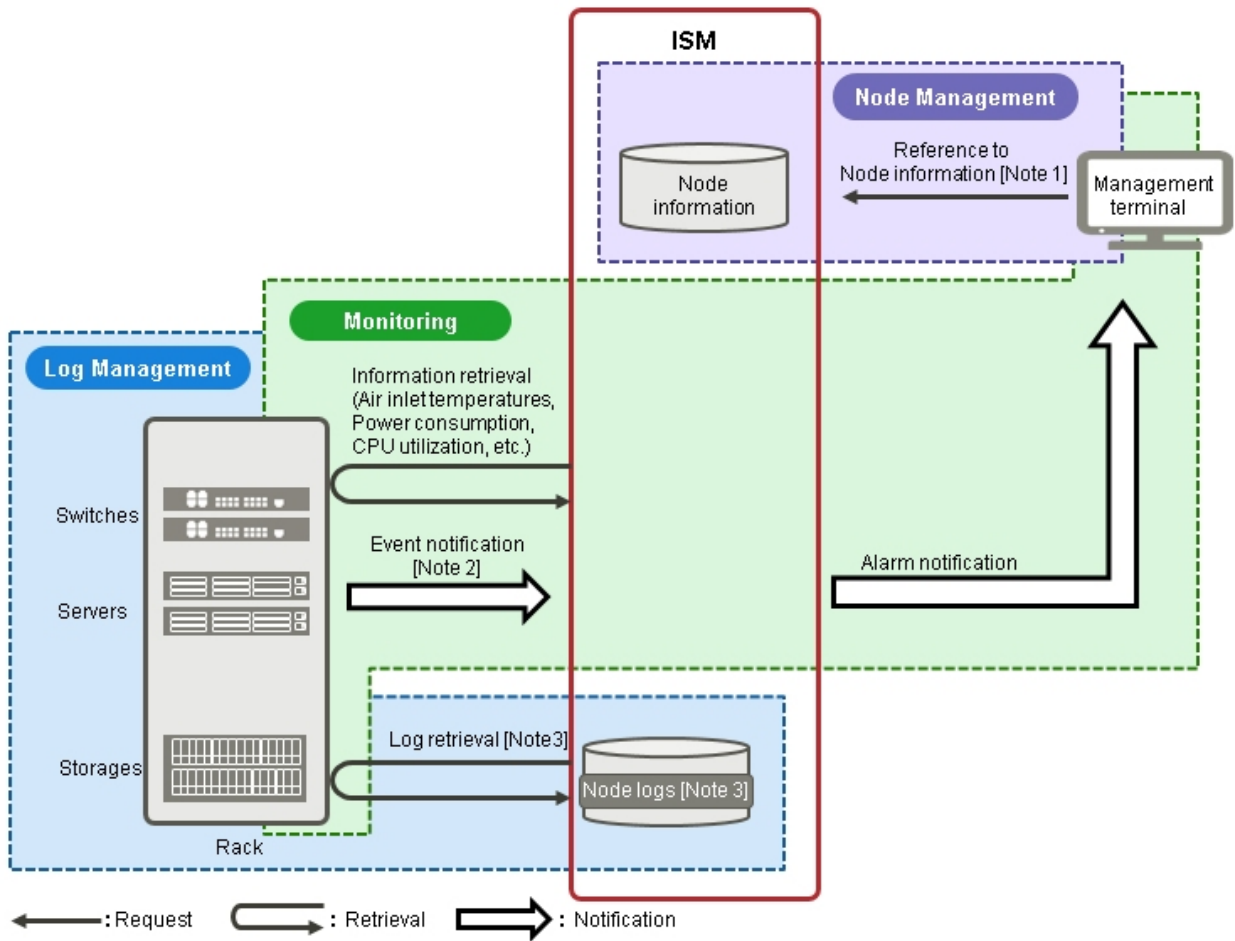 ISM
Node Management
Reference to
Node information [Note 1]
Node
information
Management
terminal
Monitoring
Log Management
Information retrieval
(Air inlet temperatures,
Power consumption,
CPU utilization, etc.)
Switches
Event notification
[Note 2]
Alarm notification
Servers
Log retrieval [Note3]
Storages
Node logs [Note 3]
Rack
: Request
: Retrieval
: Notification